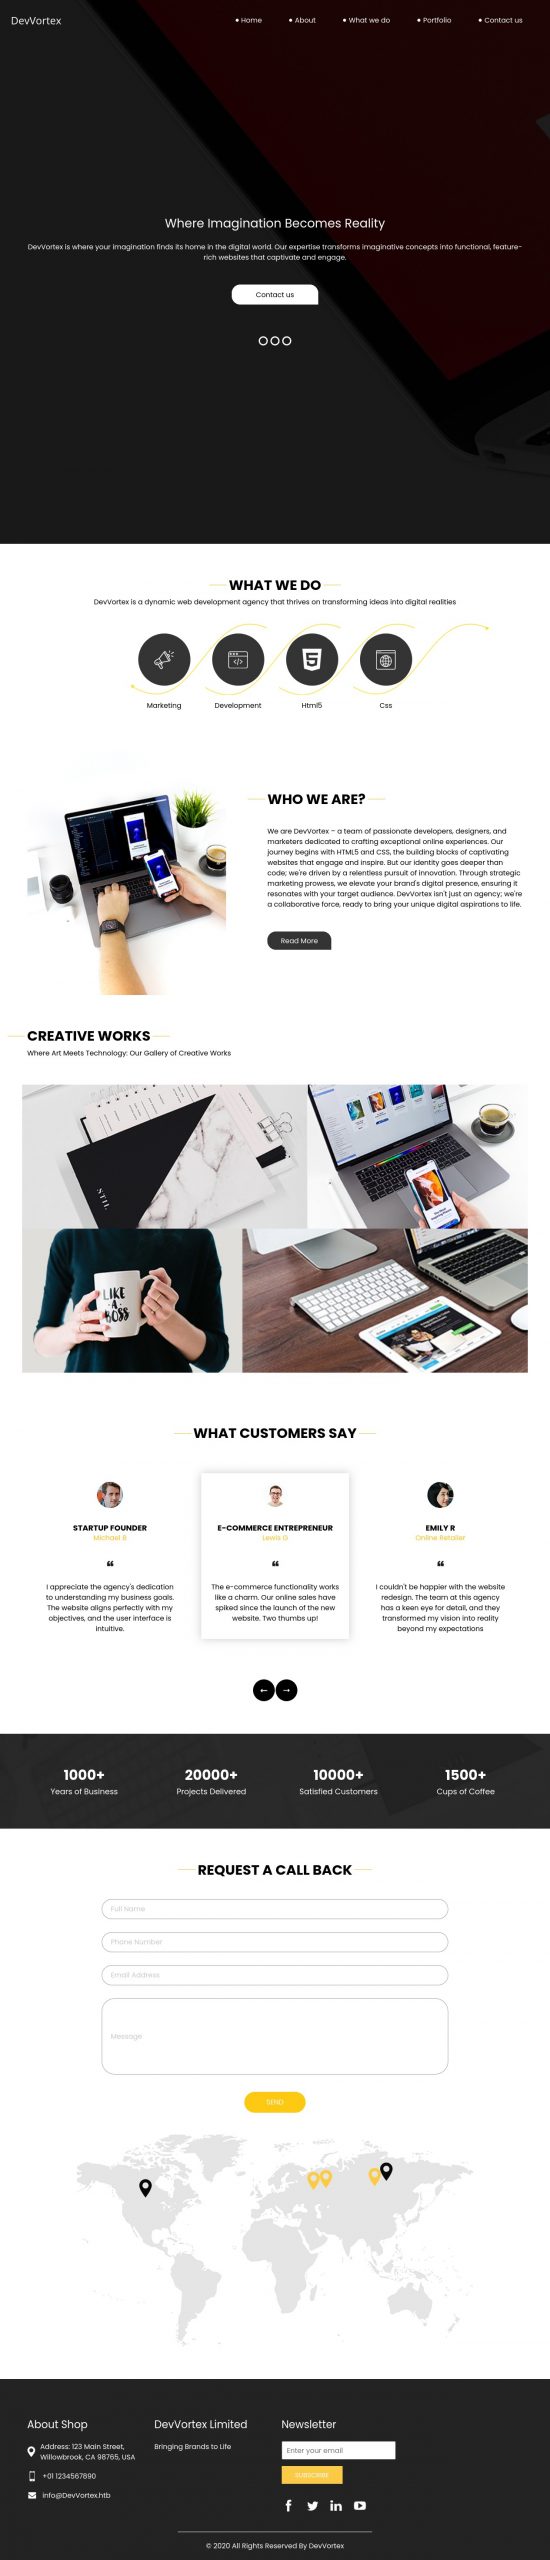 DevVortex
Home
About
What we do
Portfolio
Contact us
Where Imagination Becomes Reality
DevVortex is where your imagination finds its home in the digital world. Our expertise transforms imaginative concepts into functional, feature-
rich websites that captivate and engage.
Contact us
WHAT WE DO
DevVortex is a dynamic web development agency that thrives on transforming ideas into digital realities
5
Marketing
Development
Html5
Css
WHO WE ARE?
We are DevVortex – a team of passionate developers, designers, and
marketers dedicated to crafting exceptional online experiences. Our
journey begins with HTML5 and CSS, the building blocks of captivating
websites that engage and inspire. But our identity goes deeper than
code; we're driven by a relentless pursuit of innovation. Through strategic
marketing prowess, we elevate your brand's digital presence, ensuring it
resonates with your target audience. DevVortex isn't just an agency; we're
a collaborative force, ready to bring your unique digital aspirations to life.
Read More
CREATIVE WORKS
Where Art Meets Technology: Our Gallery of Creative Works
LIKE
A
BOSS
WHAT CUSTOMERS SAY
STARTUP FOUNDER
Michdel B
“
I appreciate the agency's dedication
to understanding my business goals.
The website aligns perfectly with my
objectives, and the user interface is
intuitive.
E-COMMERCE ENTREPRENEUR
Lewis G
“
The e-commerce functionality works
like a charm. Our online sales have
spiked since the launch of the new
website. Two thumbs up!
EMILY R
Online Retailer
“
I couldn't be happier with the website
redesign. The team at this agency
has a keen eye for detail, and they
transformed my vision into reality
beyond my expectations
1000+
Years of Business
20000+
Projects Delivered
10000+
Satisfied Customers
1500+
Cups of Coffee
REQUEST A CALL BACK
Full Name
Phone Number
Email Address
Message
SEND
About Shop
Address: 123 Main Street,
Willowbrook, CA 98765, USA
+01 1234567890
info@DevVortex.htb
DevVortex Limited
Bringing Brands to Life
Newsletter
Enter your email
SUBSCRIBE
© 2020 All Rights Reserved By DevVortex